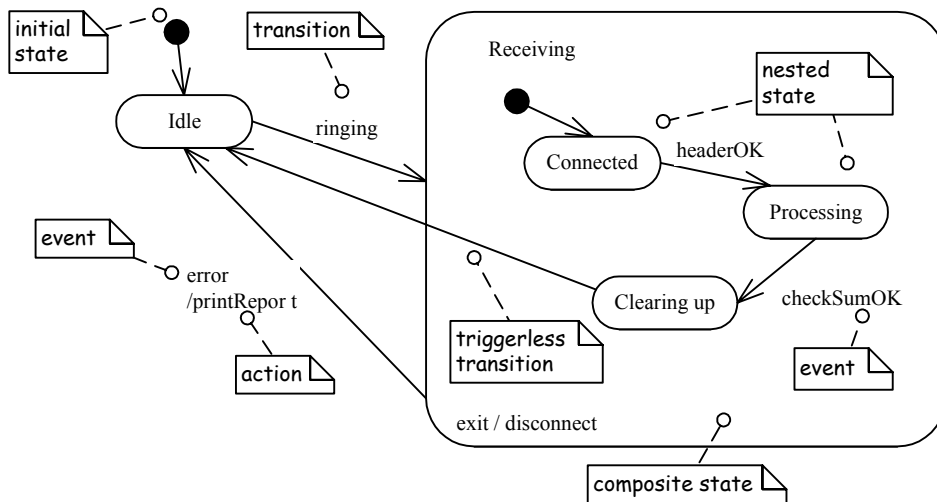 initial
state
transition
Receiving
nested
state
Idle
ringing
Connected
headerOK
Processing
event
error
/printRepor t
Clearing up
checkSumOK
triggerless
transition
action
event
exit / disconnect
composite state